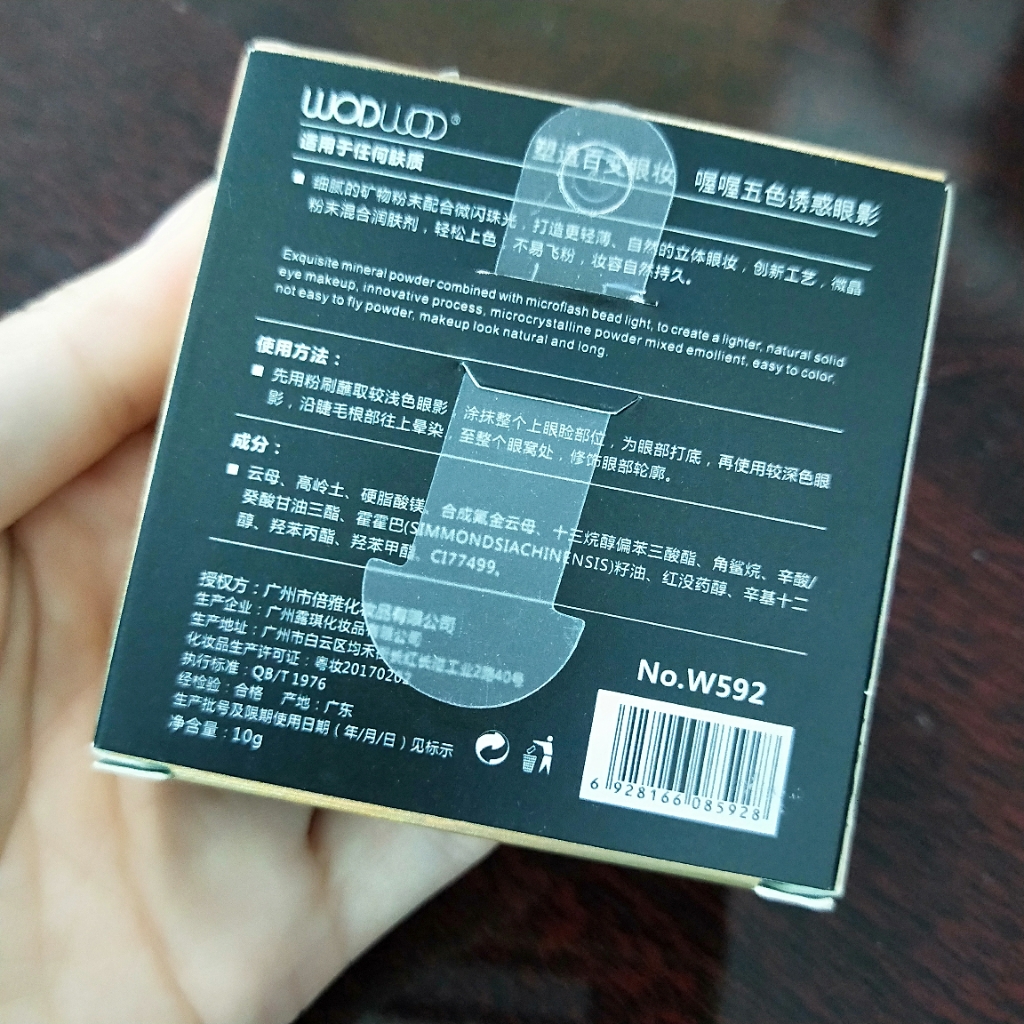 WODWOD®
适用于任何肤质
塑造百变眼妆 喔喔五色诱惑眼影
细腻的矿物粉末配合微闪珠光，打造更轻薄、自然的立体眼妆，创新工艺，微晶
粉末混合润肤剂，轻松上色，不易飞粉，妆容自然持久。
Exquisite mineral powder combined with microflash bead light, to create a lighter, natural solid
eye makeup, innovative process, microcrystalline powder mixed emollient, easy to color,
not easy to fly powder, makeup look natural and long.
使用方法：
先用粉刷蘸取较浅色眼影，涂抹整个上眼睑部位，为眼部打底，再使用较深色眼
影，沿睫毛根部往上晕染至整个眼窝处，修饰眼部轮廓。
成分：
云母、高岭土、硬脂酸镁、合成氟金云母、十三烷醇偏苯三酸酯、角鲨烷、辛酸/
癸酸甘油三酯、霍霍巴(SIMMONDSIACHINENSIS)籽油、红没药醇、辛基十二
醇、羟苯丙酯、羟苯甲酯、CI77499。
授权方：广州市倍雅化妆品有限公司
生产企业：广州露琪化妆品有限公司
生产地址：广州市白云区均禾街长红长港工业2路40号
化妆品生产许可证：粤妆2017020
执行标准：QB/T 1976
经检验：合格 产地：广东
生产批号及限期使用日期（年/月/日）见标示
净含量：10g
No.W592
6 928166 085928